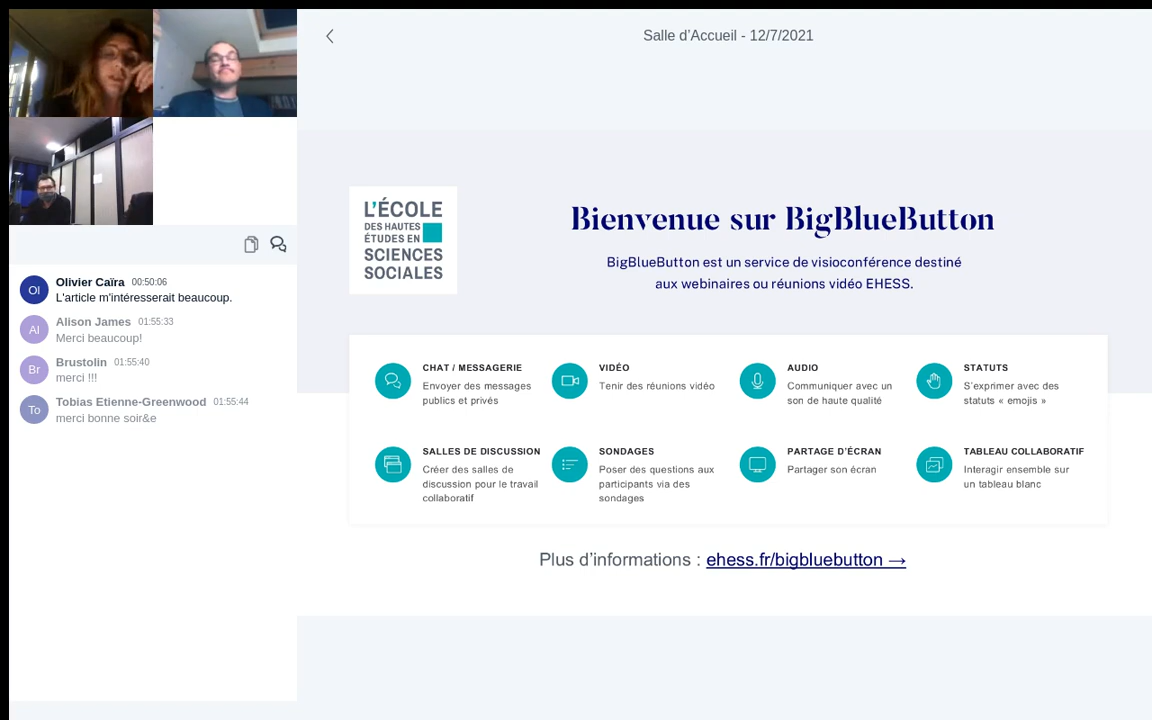 Salle d’Accueil - 12/7/2021
Ol
Olivier Caïra 00:50:06
L'article m'intéresserait beaucoup.
Al
Alison James 01:55:33
Merci beaucoup!
Br
Brustolin 01:55:40
merci !!!
To
Tobias Etienne-Greenwood 01:55:44
merci bonne soir&e
L’ÉCOLE
DES HAUTES
ÉTUDES EN
SCIENCES
SOCIALES
Bienvenue sur BigBlueButton
BigBlueButton est un service de visioconférence destiné
aux webinaires ou réunions vidéo EHESS.
CHAT / MESSAGERIE
Envoyer des messages
publics et privés
VIDÉO
Tenir des réunions vidéo
AUDIO
Communiquer avec un
son de haute qualité
STATUTS
S’exprimer avec des
statuts « emojis »
SALLES DE DISCUSSION
Créer des salles de
discussion pour le travail
collaboratif
SONDAGES
Poser des questions aux
participants via des
sondages
PARTAGE D’ÉCRAN
Partager son écran
TABLEAU COLLABORATIF
Interagir ensemble sur
un tableau blanc
Plus d’informations : ehess.fr/bigbluebutton →